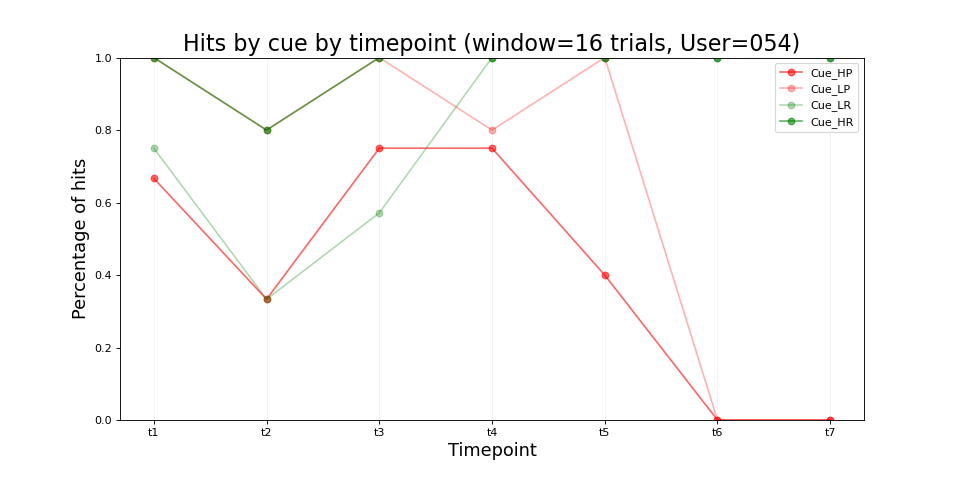 Hits by cue by timepoint (window=16 trials, User=054)
Percentage of hits
1.0
0.8
0.6
0.4
0.2
0.0
Cue_HP
Cue_LP
Cue_LR
Cue_HR
t1 t2 t3 t4 t5 t6 t7
Timepoint